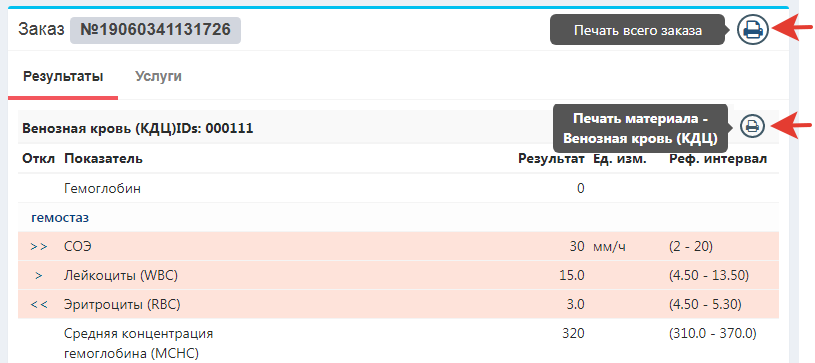 Заказ №19060341131726 Печать всего заказа
Результаты Услуги
Венозная кровь (КДЦ)IDs: 000111
Печать материала -
Венозная кровь (КДЦ)
Откл Показатель Результат Ед. изм. Реф. интервал
Гемоглобин 0
гемостаз
>> СОЭ 30 мм/ч (2 - 20)
> Лейкоциты (WBC) 15.0 (4.50 - 13.50)
<< Эритроциты (RBC) 3.0 (4.50 - 5.30)
Средняя концентрация 320 (310.0 - 370.0)
гемоглобина (MCHC)